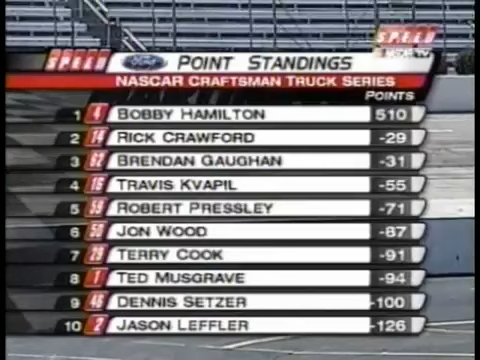 SPEED
NASCAR TV
SPEED Ford POINT STANDINGS
NASCAR CRAFTSMAN TRUCK SERIES
POINTS
1 4 BOBBY HAMILTON 510
2 14 RICK CRAWFORD -29
3 62 BRENDAN GAUGHAN -31
4 16 TRAVIS KVAPIL -55
5 59 ROBERT PRESSLEY -71
6 50 JON WOOD -87
7 29 TERRY COOK -91
8 1 TED MUSGRAVE -94
9 46 DENNIS SETZER -100
10 2 JASON LEFFLER -126